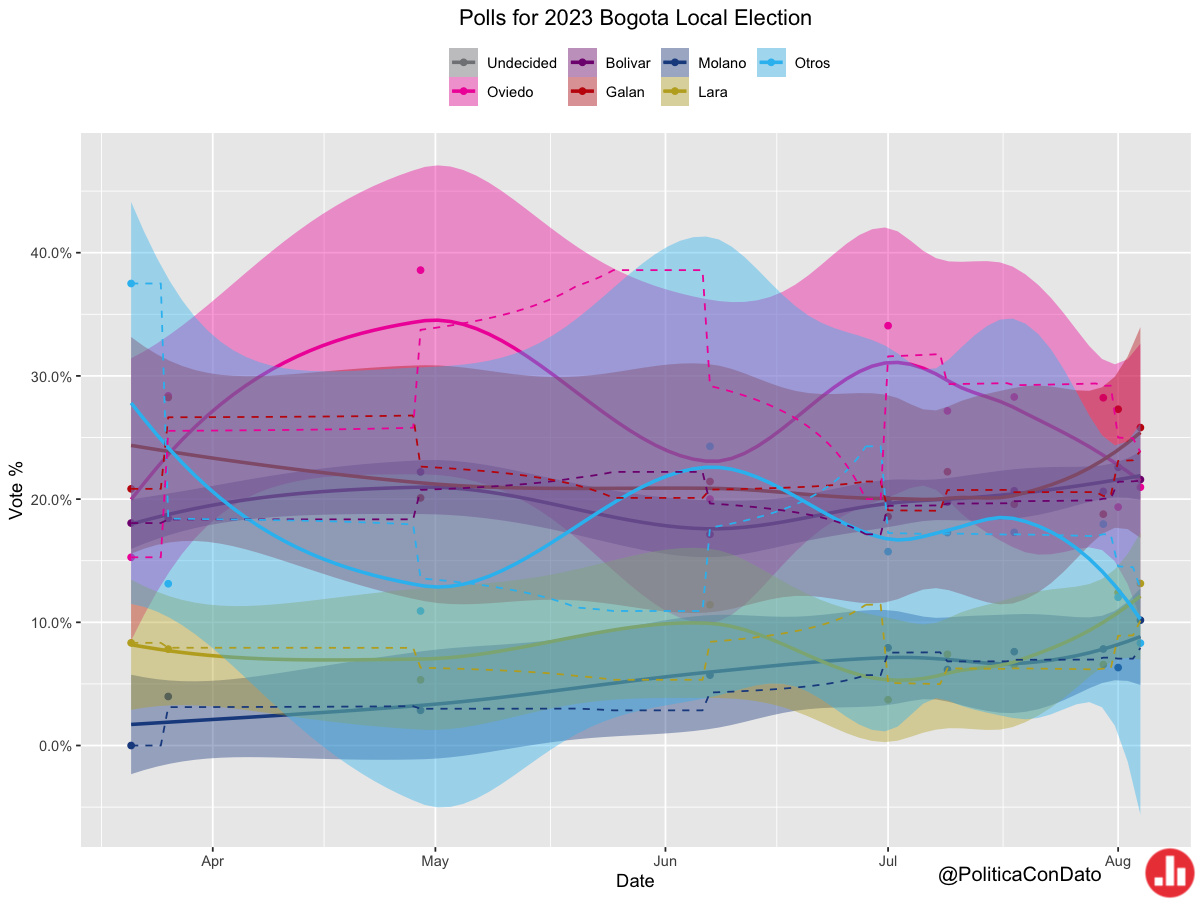 Polls for 2023 Bogota Local Election
Undecided Bolivar Molano Otros
Oviedo Galan Lara
Vote %
40.0%
30.0%
20.0%
10.0%
0.0%
Apr May Jun Jul Aug
Date
@PoliticaConDato